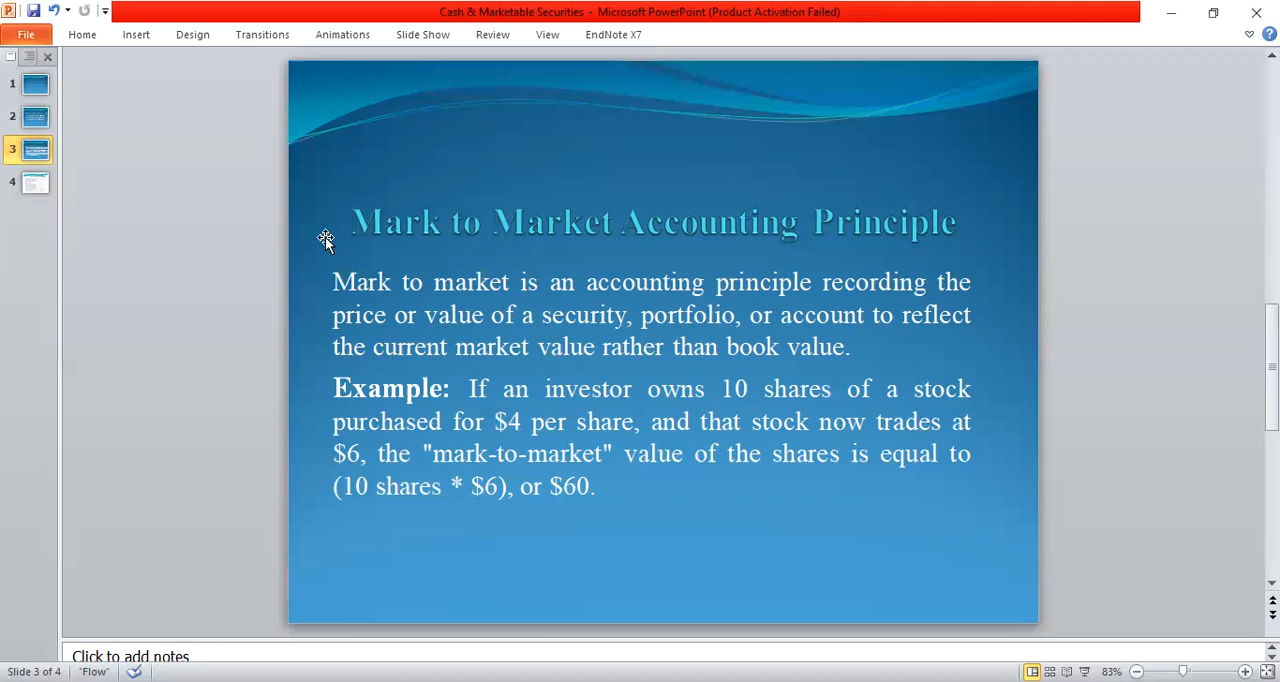 Cash & Marketable Securities - Microsoft PowerPoint (Product Activation Failed)
File Home Insert Design Transitions Animations Slide Show Review View EndNote X7
1
2
3
4
Mark to Market Accounting Principle
Mark to market is an accounting principle recording the
price or value of a security, portfolio, or account to reflect
the current market value rather than book value.
Example: If an investor owns 10 shares of a stock
purchased for $4 per share, and that stock now trades at
$6, the "mark-to-market" value of the shares is equal to
(10 shares * $6), or $60.
Click to add notes
Slide 3 of 4 "Flow" 83%